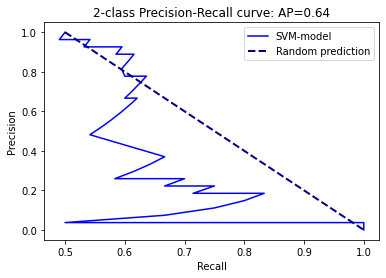 2-class Precision-Recall curve: AP=0.64
SVM-model
Random prediction
Precision
1.0
0.8
0.6
0.4
0.2
0.0
0.5 0.6 0.7 0.8 0.9 1.0
Recall